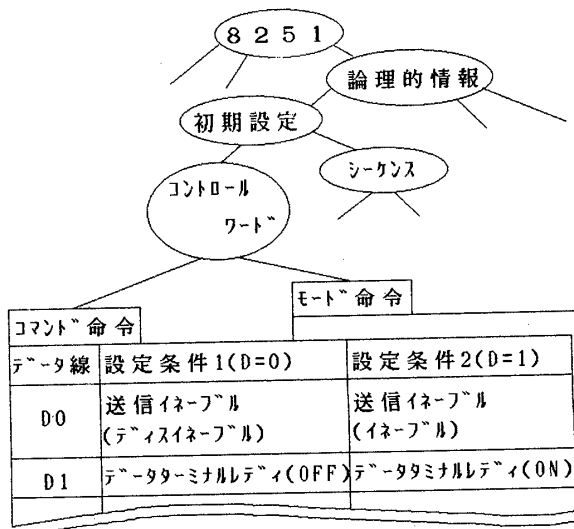 8251
論理的情報
初期設定
シーケンス
コントロール
ワード
モード命令
コマンド命令
データ線 設定条件1(D=0) 設定条件2(D=1)
D0 送信イネーブル 送信イネーブル
(ディスイネーブル) (イネーブル)
D1 データターミナルレディ(OFF) データタミナルレディ(ON)